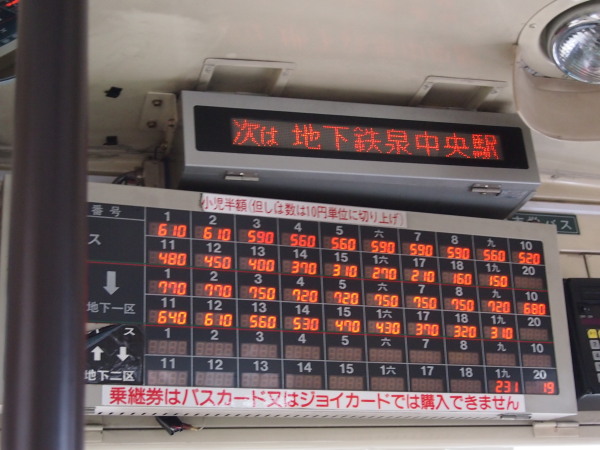 次は 地下鉄泉中央駅
小児半額(但しは数は10円単位に切り上げ)
番号 1 2 3 4 5 六 7 8 九 10
ス 610 610 590 560 560 590 590 590 560 520
11 12 13 14 15 1六 17 18 1九 20
480 450 400 370 310 270 210 160 150
1 2 3 4 5 六 7 8 九 10
770 770 750 720 720 750 750 750 720 680
地下一区 11 12 13 14 15 1六 17 18 1九 20
640 610 560 530 470 430 370 320 310
ス 1 2 3 4 5 六 7 8 九 10
地下二区 11 12 13 14 15 1六 17 18 1九 20
231 19
乗継券はバスカード又はジョイカードでは購入できません